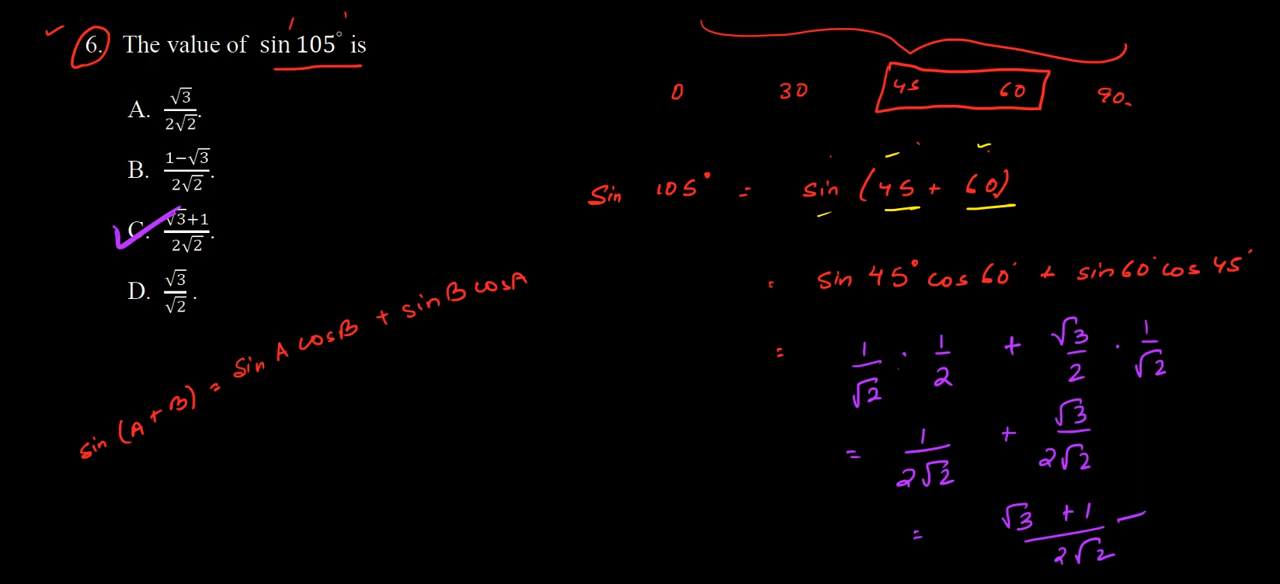 6. The value of sin 105° is
A. √3/2√2.
B. 1−√3/2√2.
C. √3+1/2√2.
D. √3/√2.
sin (A + B) = sin A cosB + sin B cosA
0 30 45 60 90
Sin 105° = sin (45 + 60)
= sin 45° cos 60° + sin 60° cos 45°
= 1/√2 · 1/2 + √3/2 · 1/√2
= 1/2√2 + √3/2√2
= √3 + 1/2√2